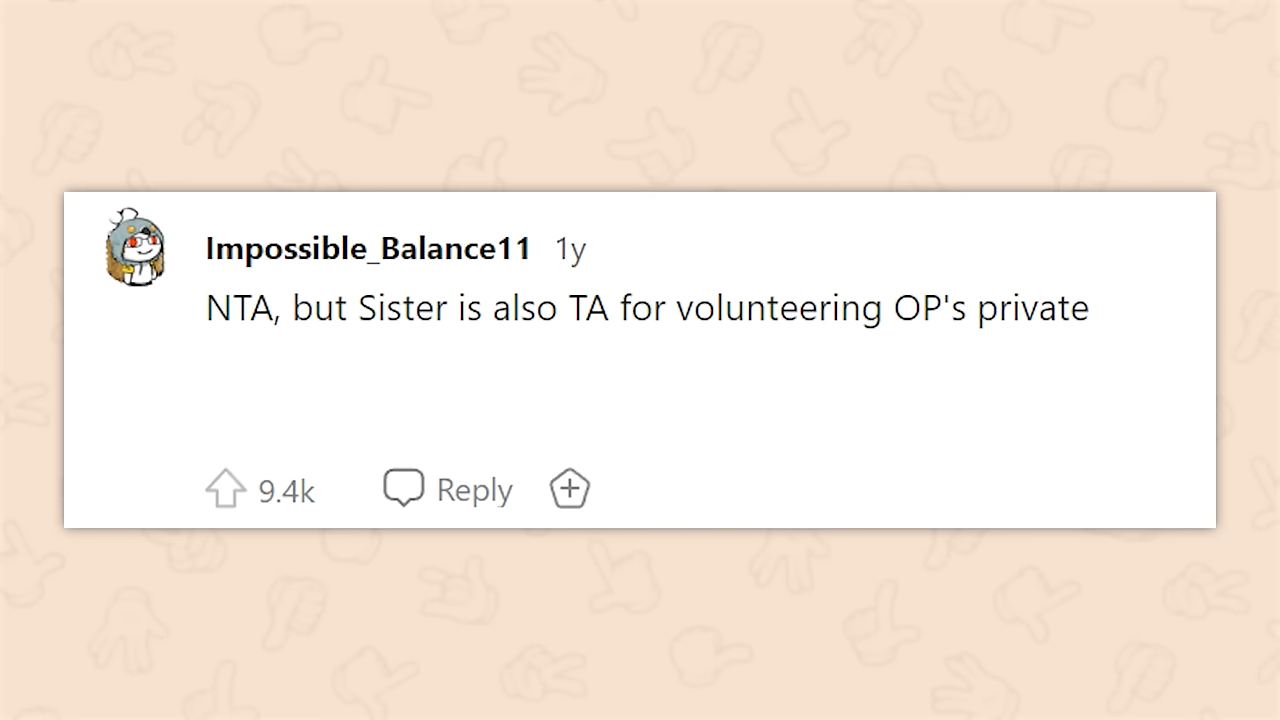 Impossible_Balance11 1y
NTA, but Sister is also TA for volunteering OP's private
9.4k Reply